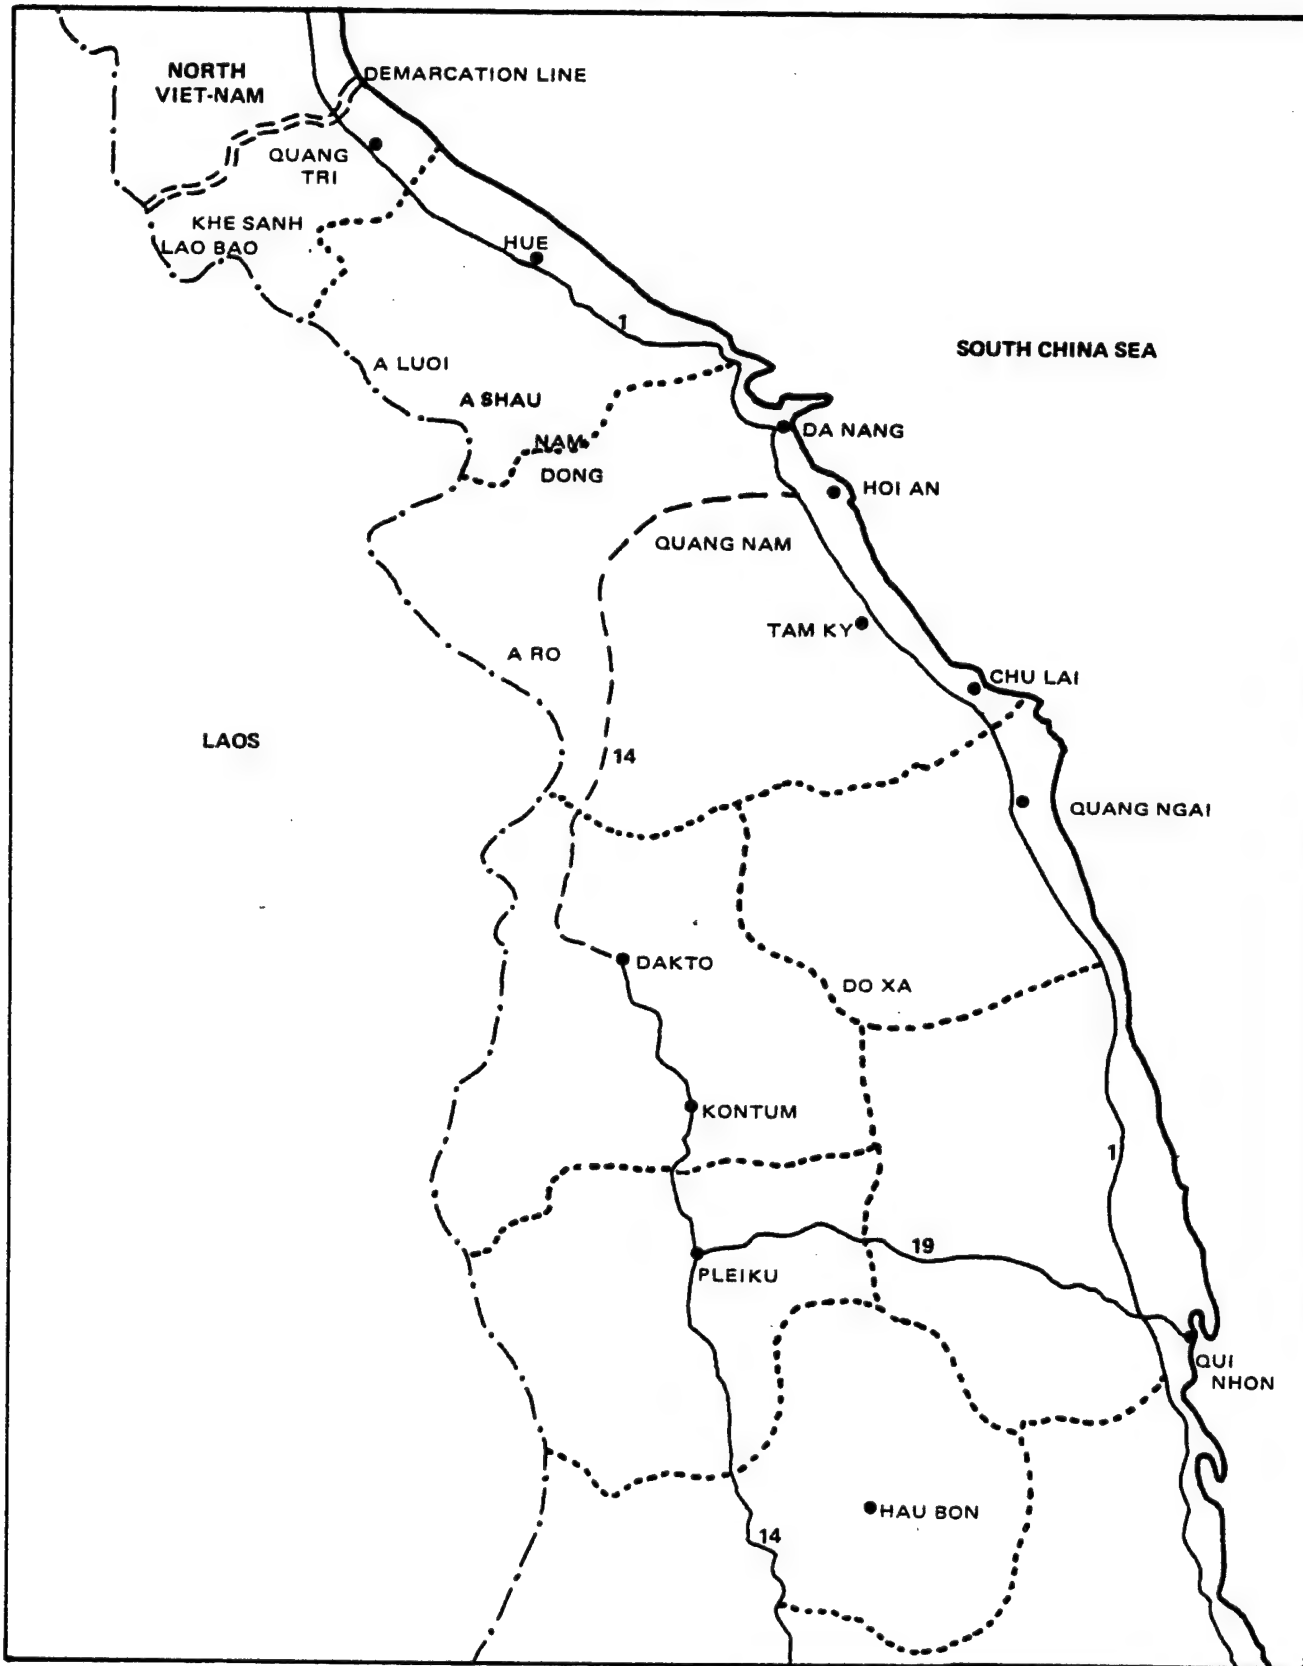 NORTH
VIET-NAM
DEMARCATION LINE
QUANG
TRI
KHE SANH
LAO BAO
HUE
1
SOUTH CHINA SEA
A LUOI
A SHAU
DA NANG
NAM
DONG
HOI AN
QUANG NAM
TAM KY
A RO
CHU LAI
LAOS
14
QUANG NGAI
DAKTO
DO XA
KONTUM
1
19
PLEIKU
QUI
NHON
HAU BON
14